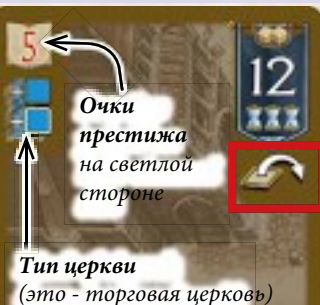 5
12
Очки
престижа
на светлой
стороне
Тип церкви
(это - торговая церковь)